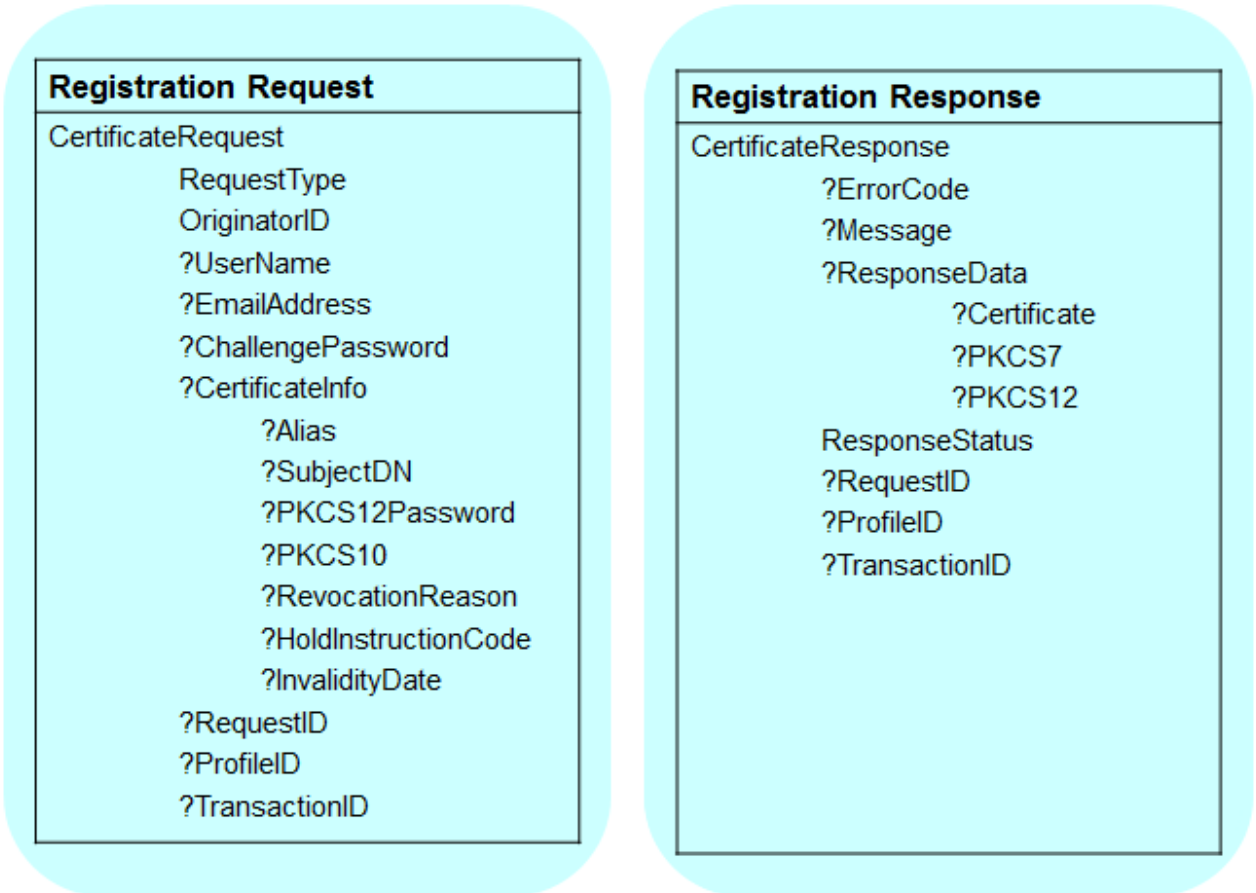 Registration Request
CertificateRequest
RequestType
OriginatorID
?UserName
?EmailAddress
?ChallengePassword
?CertificateInfo
?Alias
?SubjectDN
?PKCS12Password
?PKCS10
?RevocationReason
?HoldInstructionCode
?InvalidityDate
?RequestID
?ProfileID
?TransactionID
Registration Response
CertificateResponse
?ErrorCode
?Message
?ResponseData
?Certificate
?PKCS7
?PKCS12
ResponseStatus
?RequestID
?ProfileID
?TransactionID